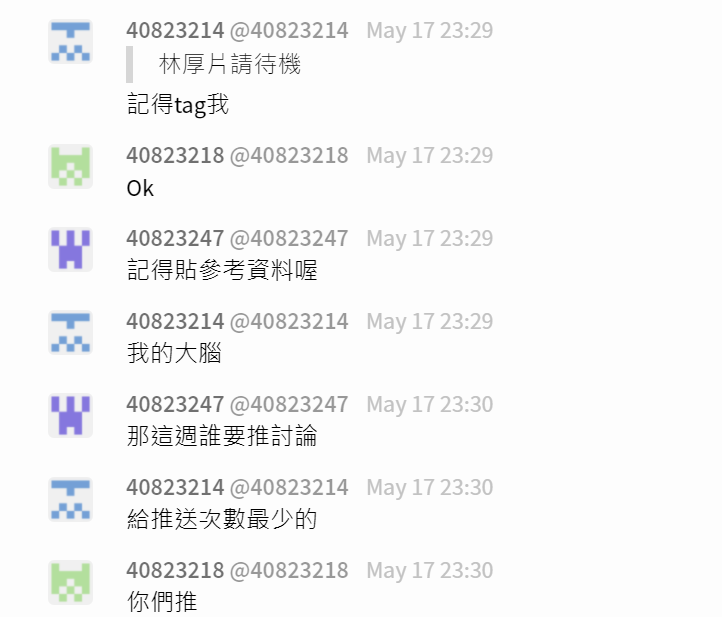 40823214 @40823214 May 17 23:29
林厚片請待機
記得tag我
40823218 @40823218 May 17 23:29
Ok
40823247 @40823247 May 17 23:29
記得貼參考資料喔
40823214 @40823214 May 17 23:29
我的大腦
40823247 @40823247 May 17 23:30
那這週誰要推討論
40823214 @40823214 May 17 23:30
給推送次數最少的
40823218 @40823218 May 17 23:30
你們推